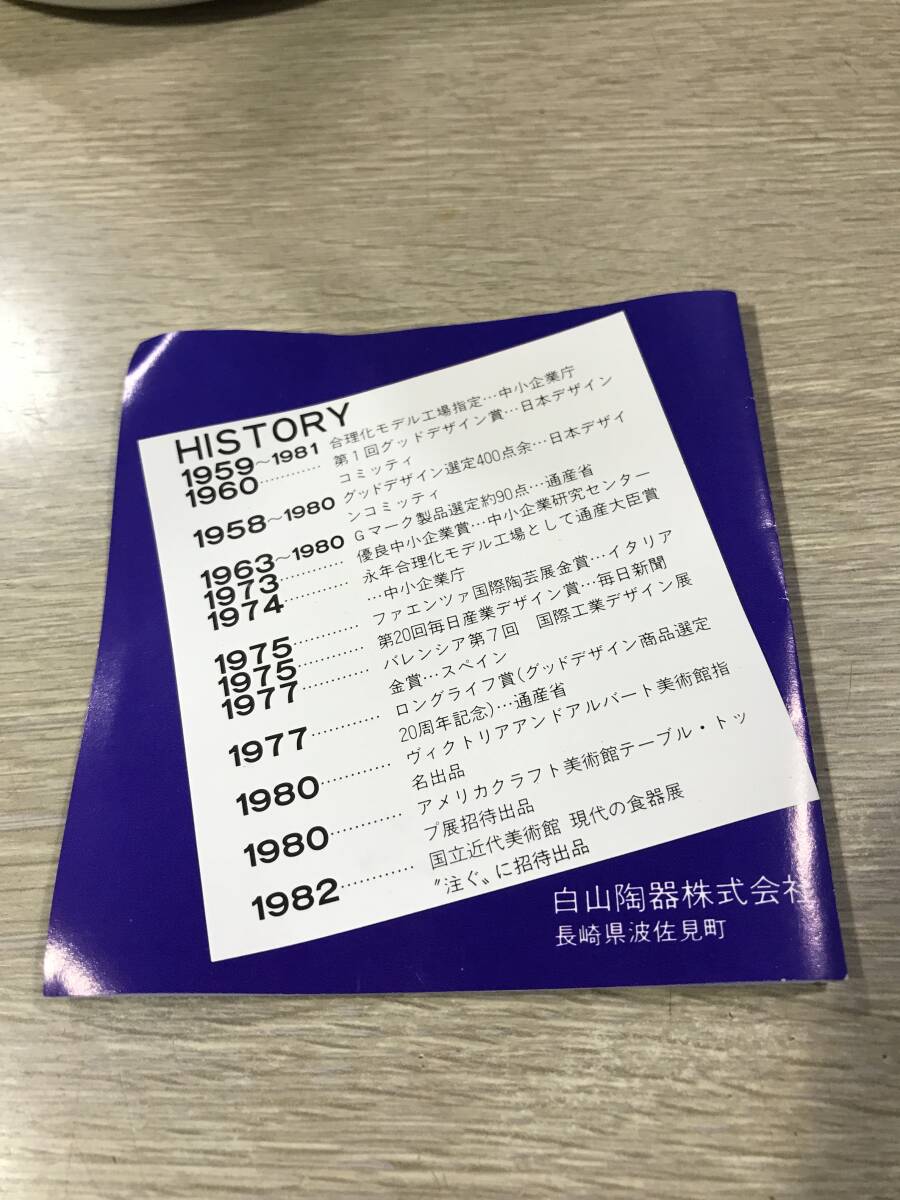 HISTORY
1959～1981 合理化モデル工場指定…中小企業庁
1960………… 第1回グッドデザイン賞…日本デザイン
コミッティ
1958～1980 グッドデザイン選定400点余…日本デザイ
ンコミッティ
1963～1980 Gマーク製品選定約90点…通産省
1973………… 優良中小企業賞…中小企業研究センター
1974………… 永年合理化モデル工場として通産大臣賞
…中小企業庁
1975………… ファエンツァ国際陶芸展金賞…イタリア
1975………… 第20回毎日産業デザイン賞…毎日新聞
1977………… バレンシア第7回 国際工業デザイン展
金賞…スペイン
1977………… ロングライフ賞(グッドデザイン商品選定
20周年記念)…通産省
1980………… ヴィクトリアアンドアルバート美術館指
名出品
1980………… アメリカクラフト美術館テーブル・トッ
プ展招待出品
1982………… 国立近代美術館 現代の食器展
〝注ぐ〟に招待出品
白山陶器株式会社
長崎県波佐見町